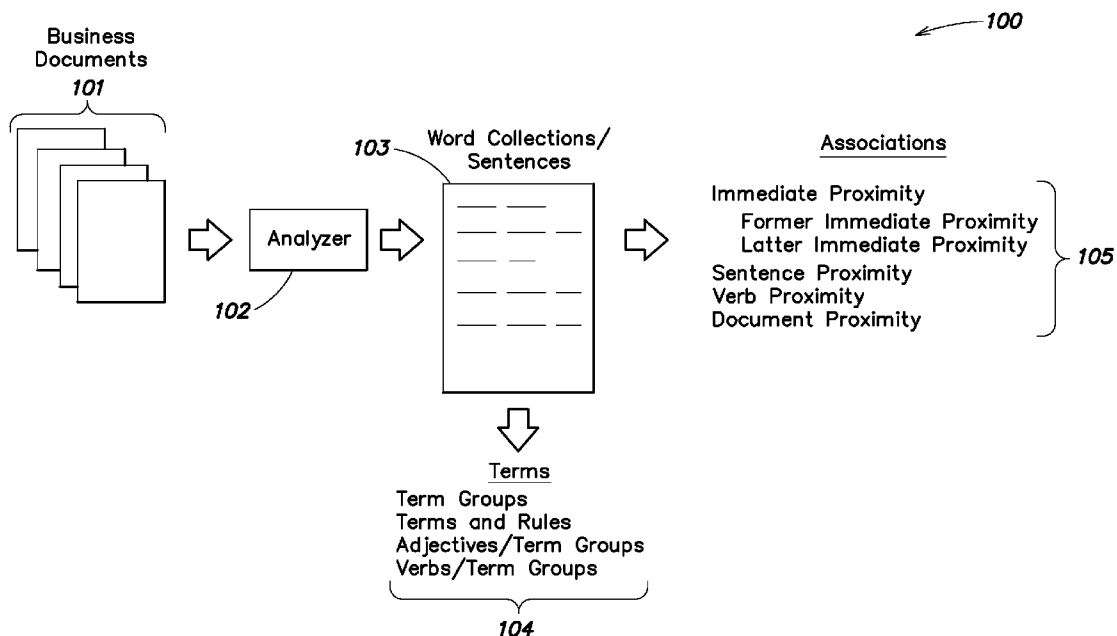 100
Business
Documents
101
Word Collections/
Sentences
103
Analyzer
102
Associations
Immediate Proximity
Former Immediate Proximity
Latter Immediate Proximity
Sentence Proximity
Verb Proximity
Document Proximity
105
Terms
Term Groups
Terms and Rules
Adjectives/Term Groups
Verbs/Term Groups
104